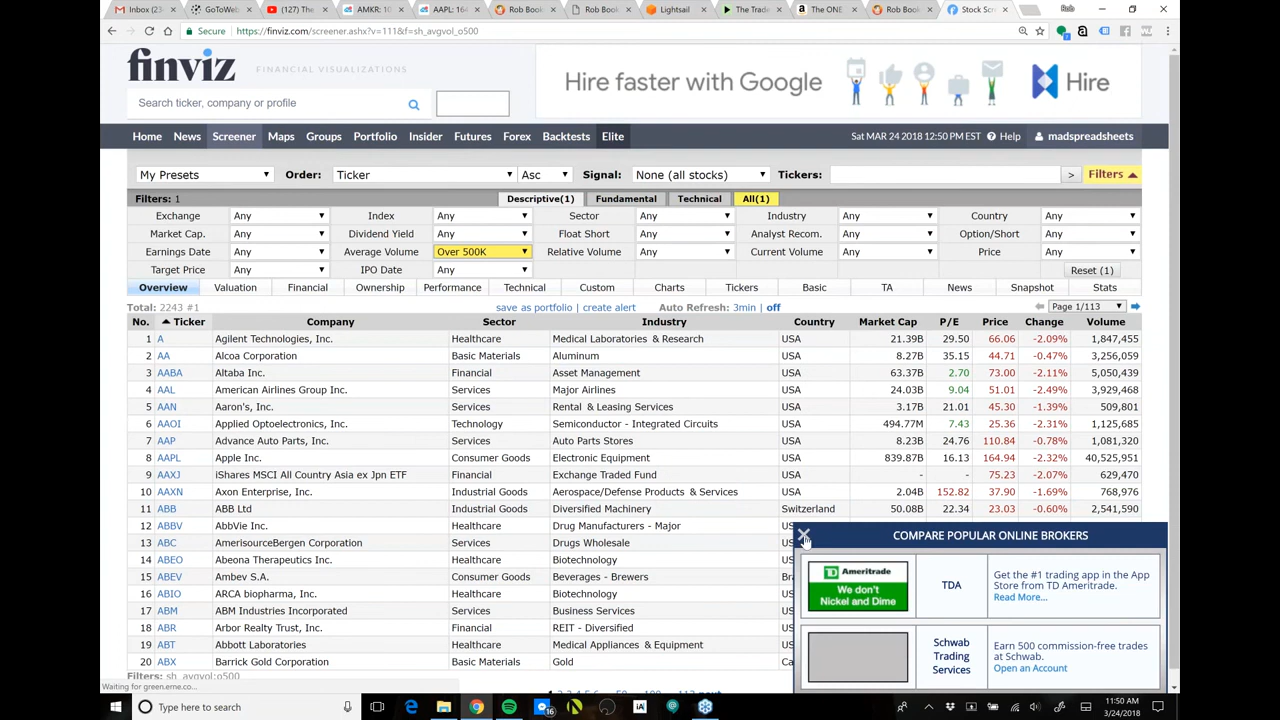 Inbox (23 GoToWeb (127) The AMKR: 10 AAPL: 16 Rob Book Rob Book Lightsail The Trade The ONE Rob Book Stock Scr Rob
Secure https://finviz.com/screener.ashx?v=111&f=sh_avgvol_o500
finviz FINANCIAL VISUALIZATIONS
Hire faster with Google Hire
Search ticker, company or profile
Home News Screener Maps Groups Portfolio Insider Futures Forex Backtests Elite Sat MAR 24 2018 12:50 PM EST Help madspreadsheets
My Presets Order: Ticker Asc Signal: None (all stocks) Tickers: > Filters
Filters: 1 Descriptive(1) Fundamental Technical All(1)
Exchange Any Index Any Sector Any Industry Any Country Any
Market Cap. Any Dividend Yield Any Float Short Any Analyst Recom. Any Option/Short Any
Earnings Date Any Average Volume Over 500K Relative Volume Any Current Volume Any Price Any
Target Price Any IPO Date Any Reset (1)
Overview Valuation Financial Ownership Performance Technical Custom Charts Tickers Basic TA News Snapshot Stats
Total: 2243 #1 save as portfolio | create alert Auto Refresh: 3min | off Page 1/113
No. Ticker Company Sector Industry Country Market Cap P/E Price Change Volume
1 A Agilent Technologies, Inc. Healthcare Medical Laboratories & Research USA 21.39B 29.50 66.06 -2.09% 1,847,455
2 AA Alcoa Corporation Basic Materials Aluminum USA 8.27B 35.15 44.71 -0.47% 3,256,059
3 AABA Altaba Inc. Financial Asset Management USA 63.37B 2.70 73.00 -2.11% 5,050,439
4 AAL American Airlines Group Inc. Services Major Airlines USA 24.03B 9.04 51.01 -2.49% 3,929,468
5 AAN Aaron's, Inc. Services Rental & Leasing Services USA 3.17B 21.01 45.30 -1.39% 509,801
6 AAOI Applied Optoelectronics, Inc. Technology Semiconductor - Integrated Circuits USA 494.77M 7.43 25.36 -2.31% 1,125,685
7 AAP Advance Auto Parts, Inc. Services Auto Parts Stores USA 8.23B 24.76 110.84 -0.78% 1,081,320
8 AAPL Apple Inc. Consumer Goods Electronic Equipment USA 839.87B 16.13 164.94 -2.32% 40,525,951
9 AAXJ iShares MSCI All Country Asia ex Jpn ETF Financial Exchange Traded Fund USA - - 75.23 -2.07% 629,470
10 AAXN Axon Enterprise, Inc. Industrial Goods Aerospace/Defense Products & Services USA 2.04B 152.82 37.90 -1.69% 768,976
11 ABB ABB Ltd Industrial Goods Diversified Machinery Switzerland 50.08B 22.34 23.03 -0.60% 2,541,590
12 ABBV AbbVie Inc. Healthcare Drug Manufacturers - Major US
13 ABC AmerisourceBergen Corporation Services Drugs Wholesale US
14 ABEO Abeona Therapeutics Inc. Healthcare Biotechnology US
15 ABEV Ambev S.A. Consumer Goods Beverages - Brewers Br
16 ABIO ARCA biopharma, Inc. Healthcare Biotechnology US
17 ABM ABM Industries Incorporated Services Business Services US
18 ABR Arbor Realty Trust, Inc. Financial REIT - Diversified US
19 ABT Abbott Laboratories Healthcare Medical Appliances & Equipment US
20 ABX Barrick Gold Corporation Basic Materials Gold Ca
Filters: sh_avgvol:o500
COMPARE POPULAR ONLINE BROKERS
Ameritrade
We don't
Nickel and Dime
TDA
Get the #1 trading app in the App
Store from TD Ameritrade.
Read More...
Schwab
Trading
Services
Earn 500 commission-free trades
at Schwab.
Open an Account
Waiting for green.erne.co...
Type here to search
16
11:50 AM
3/24/2018